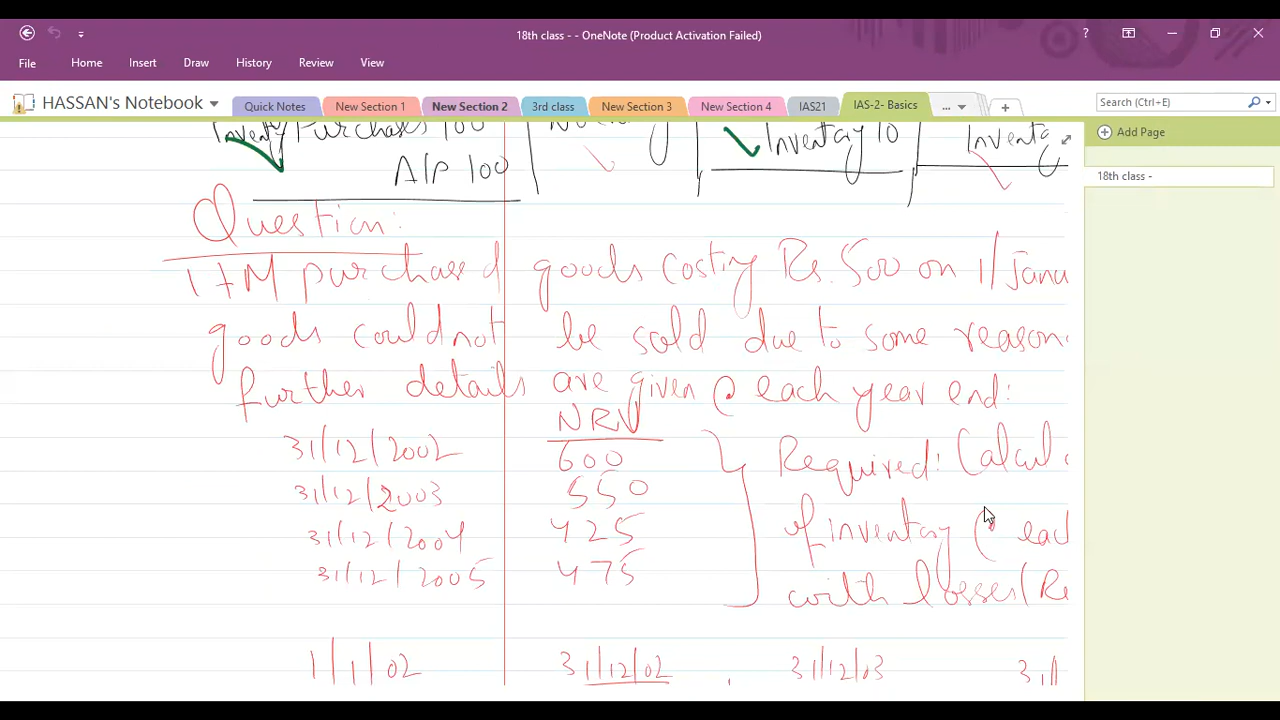 18th class - - OneNote (Product Activation Failed)
File Home Insert Draw History Review View
HASSAN's Notebook Quick Notes New Section 1 New Section 2 3rd class New Section 3 New Section 4 IAS21 IAS-2- Basics ... Search (Ctrl+E)
Add Page
18th class -
Inventory Purchases 100
Inventory 10
Inventory
A/P 100
Question:
purchased goods costing Rs. 500 on 1/Janu
goods could not be sold due to some reason
further details are given @ each year end:
NRV
31/12/2002 600
31/12/2003 550
31/12/2004 425
31/12/2005 475
Required: Calcul
of inventory @ eac
with losses (Re
1/1/02 31/12/02 31/12/03